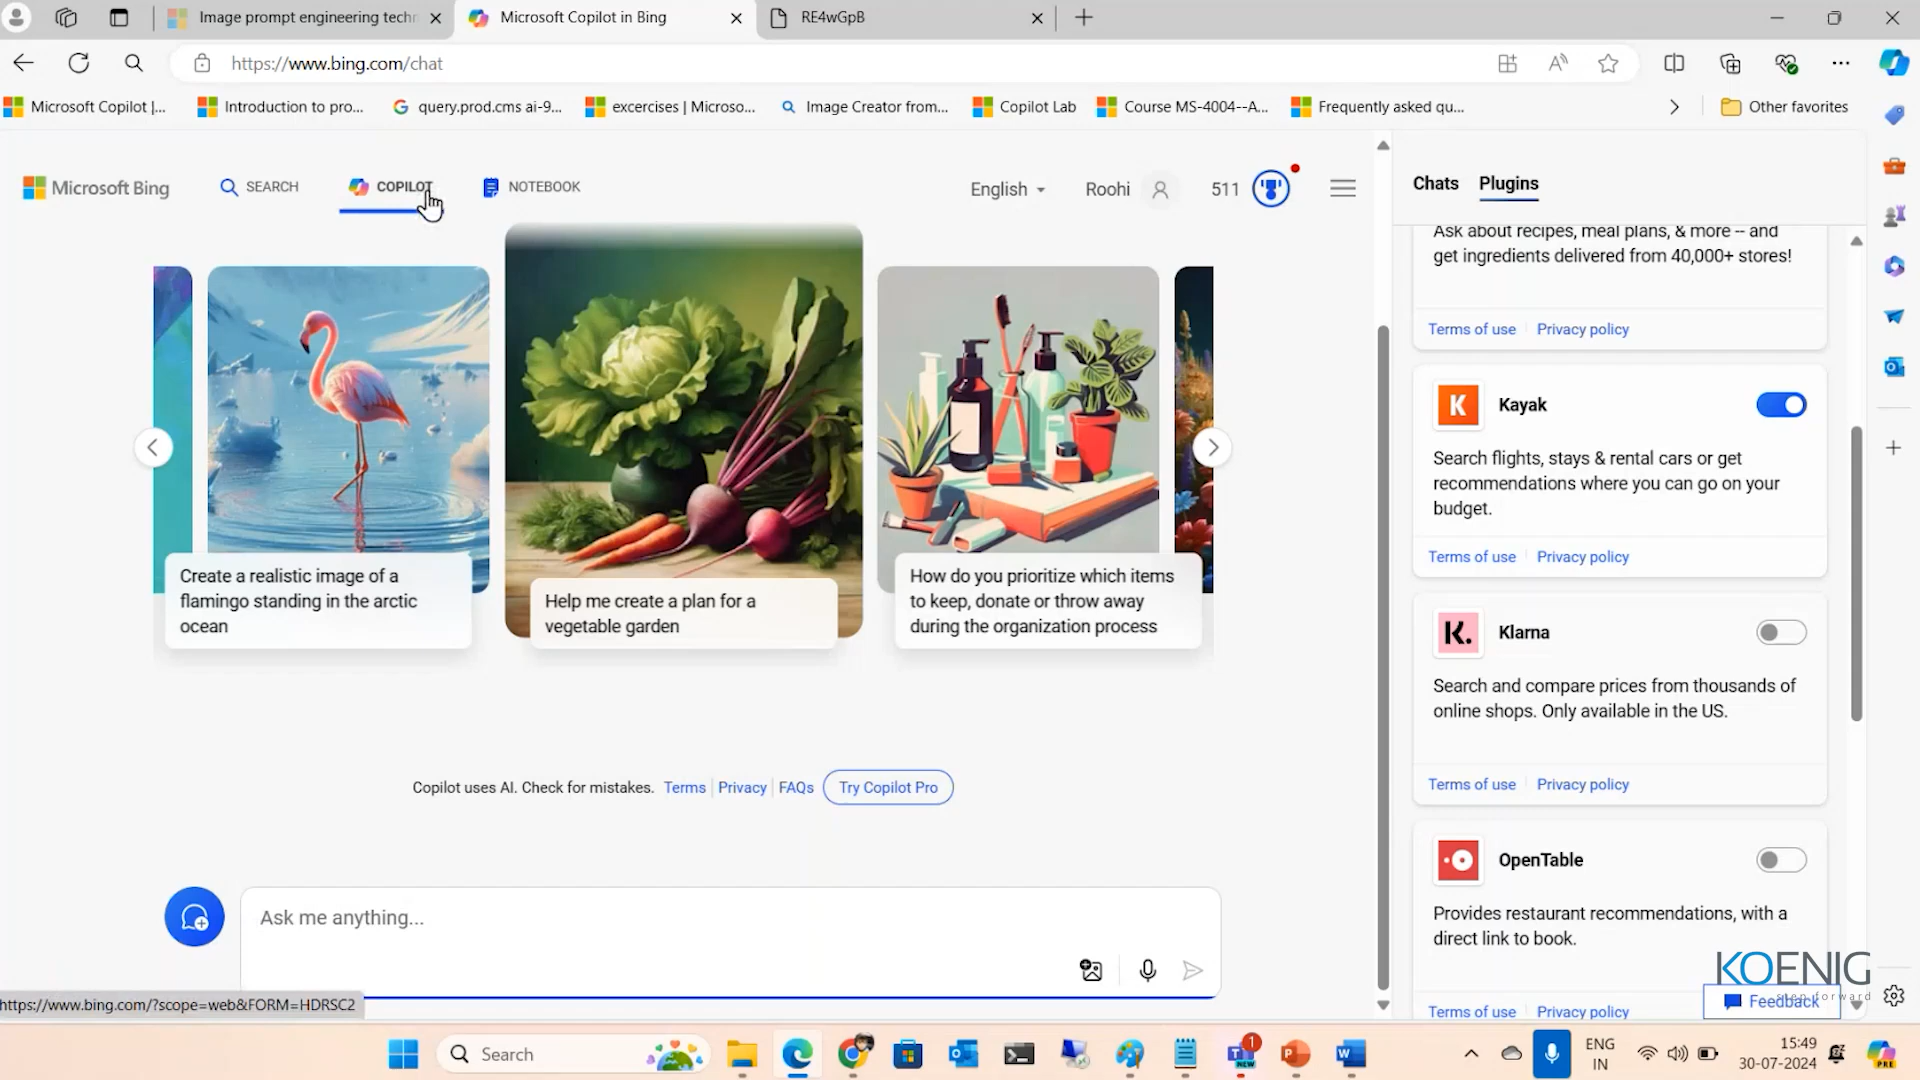 Image prompt engineering techn
Microsoft Copilot in Bing
RE4wGpB
https://www.bing.com/chat
Microsoft Copilot |...
Introduction to pro...
query.prod.cms ai-9...
excercises | Microso...
Image Creator from...
Copilot Lab
Course MS-4004--A...
Frequently asked qu...
Other favorites
Microsoft Bing
SEARCH
COPILOT
NOTEBOOK
English
Roohi
511
Create a realistic image of a
flamingo standing in the arctic
ocean
Help me create a plan for a
vegetable garden
How do you prioritize which items
to keep, donate or throw away
during the organization process
Copilot uses AI. Check for mistakes.
Terms
Privacy
FAQs
Try Copilot Pro
Ask me anything...
https://www.bing.com/?scope=web&FORM=HDRSC2
Chats
Plugins
Ask about recipes, meal plans, & more -- and
get ingredients delivered from 40,000+ stores!
Terms of use
Privacy policy
K
Kayak
Search flights, stays & rental cars or get
recommendations where you can go on your
budget.
Terms of use
Privacy policy
K.
Klarna
Search and compare prices from thousands of
online shops. Only available in the US.
Terms of use
Privacy policy
OpenTable
Provides restaurant recommendations, with a
direct link to book.
Terms of use
Privacy policy
KOENIG
Feedback
Search
1
NEW
ENG
IN
15:49
30-07-2024
PRE